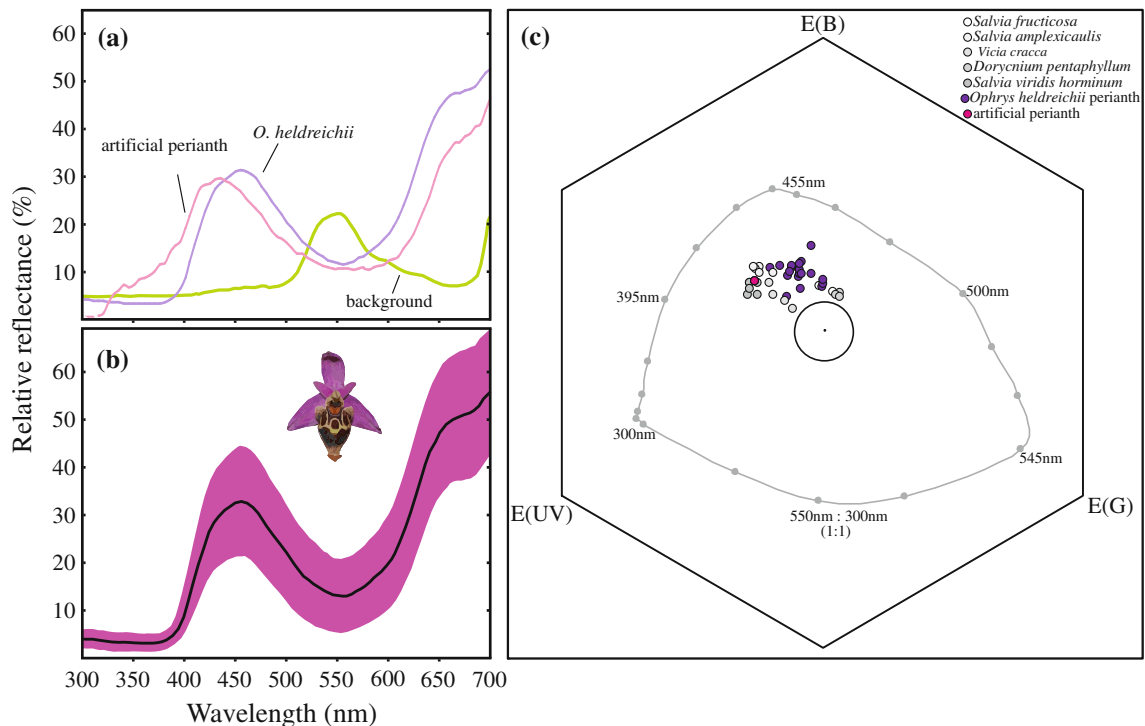 (a)
60
50
40
30
20
10
artificial perianth
O. heldreichii
background
Relative reflectance (%)
(b)
60
50
40
30
20
10
300 350 400 450 500 550 600 650 700
Wavelength (nm)
(c)
E(B)
Salvia fructicosa
Salvia amplexicaulis
Vicia cracca
Dorycnium pentaphyllum
Salvia viridis horminum
Ophrys heldreichii perianth
artificial perianth
455nm
395nm
500nm
300nm
545nm
E(UV)
E(G)
550nm : 300nm
(1:1)